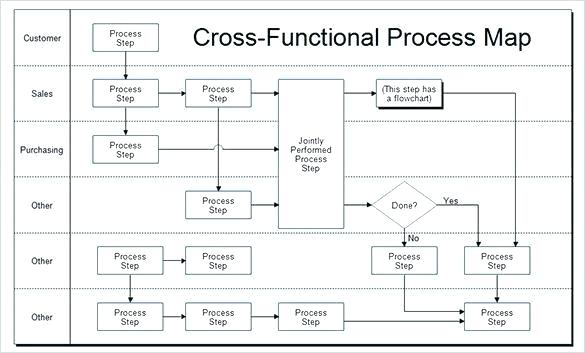 Cross-Functional Process Map
Customer
Process
Step
Sales
Process
Step
Process
Step
(This step has
a flowchart)
Jointly
Performed
Process
Step
Purchasing
Process
Step
Other
Process
Step
Done?
Yes
No
Other
Process
Step
Process
Step
Process
Step
Process
Step
Other
Process
Step
Process
Step
Process
Step
Process
Step